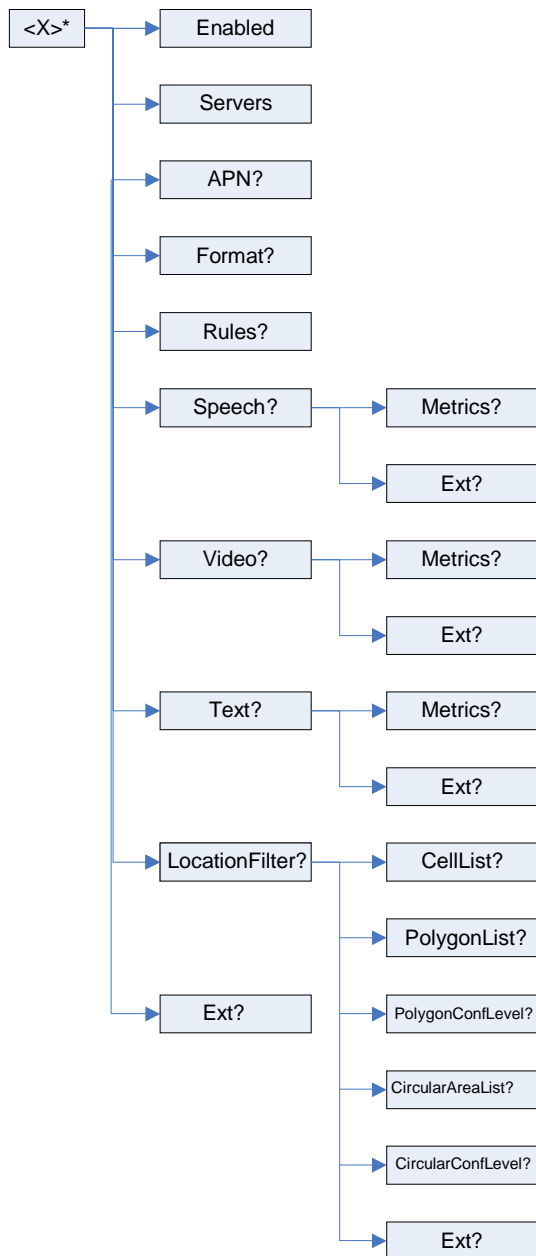 <X>*
Enabled
Servers
APN?
Format?
Rules?
Speech?
Metrics?
Ext?
Video?
Metrics?
Ext?
Text?
Metrics?
Ext?
LocationFilter?
CellList?
PolygonList?
Ext?
PolygonConfLevel?
CircularAreaList?
CircularConfLevel?
Ext?